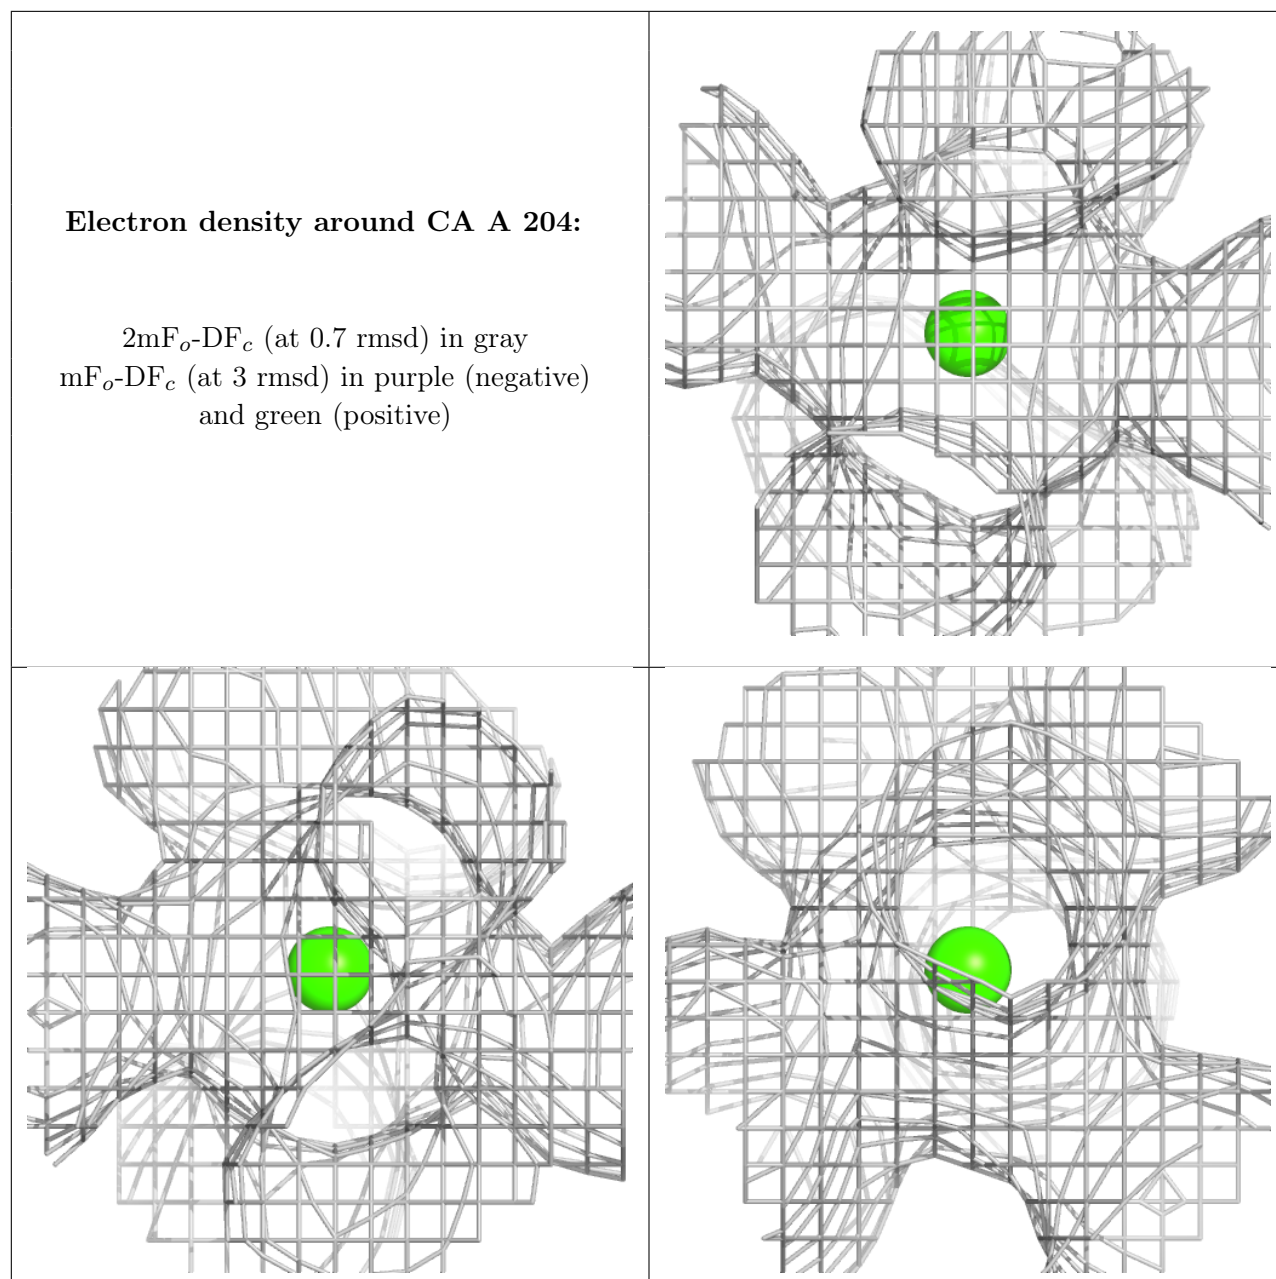 Electron density around CA A 204:
2mFo-DFc (at 0.7 rmsd) in gray
mFo-DFc (at 3 rmsd) in purple (negative)
and green (positive)